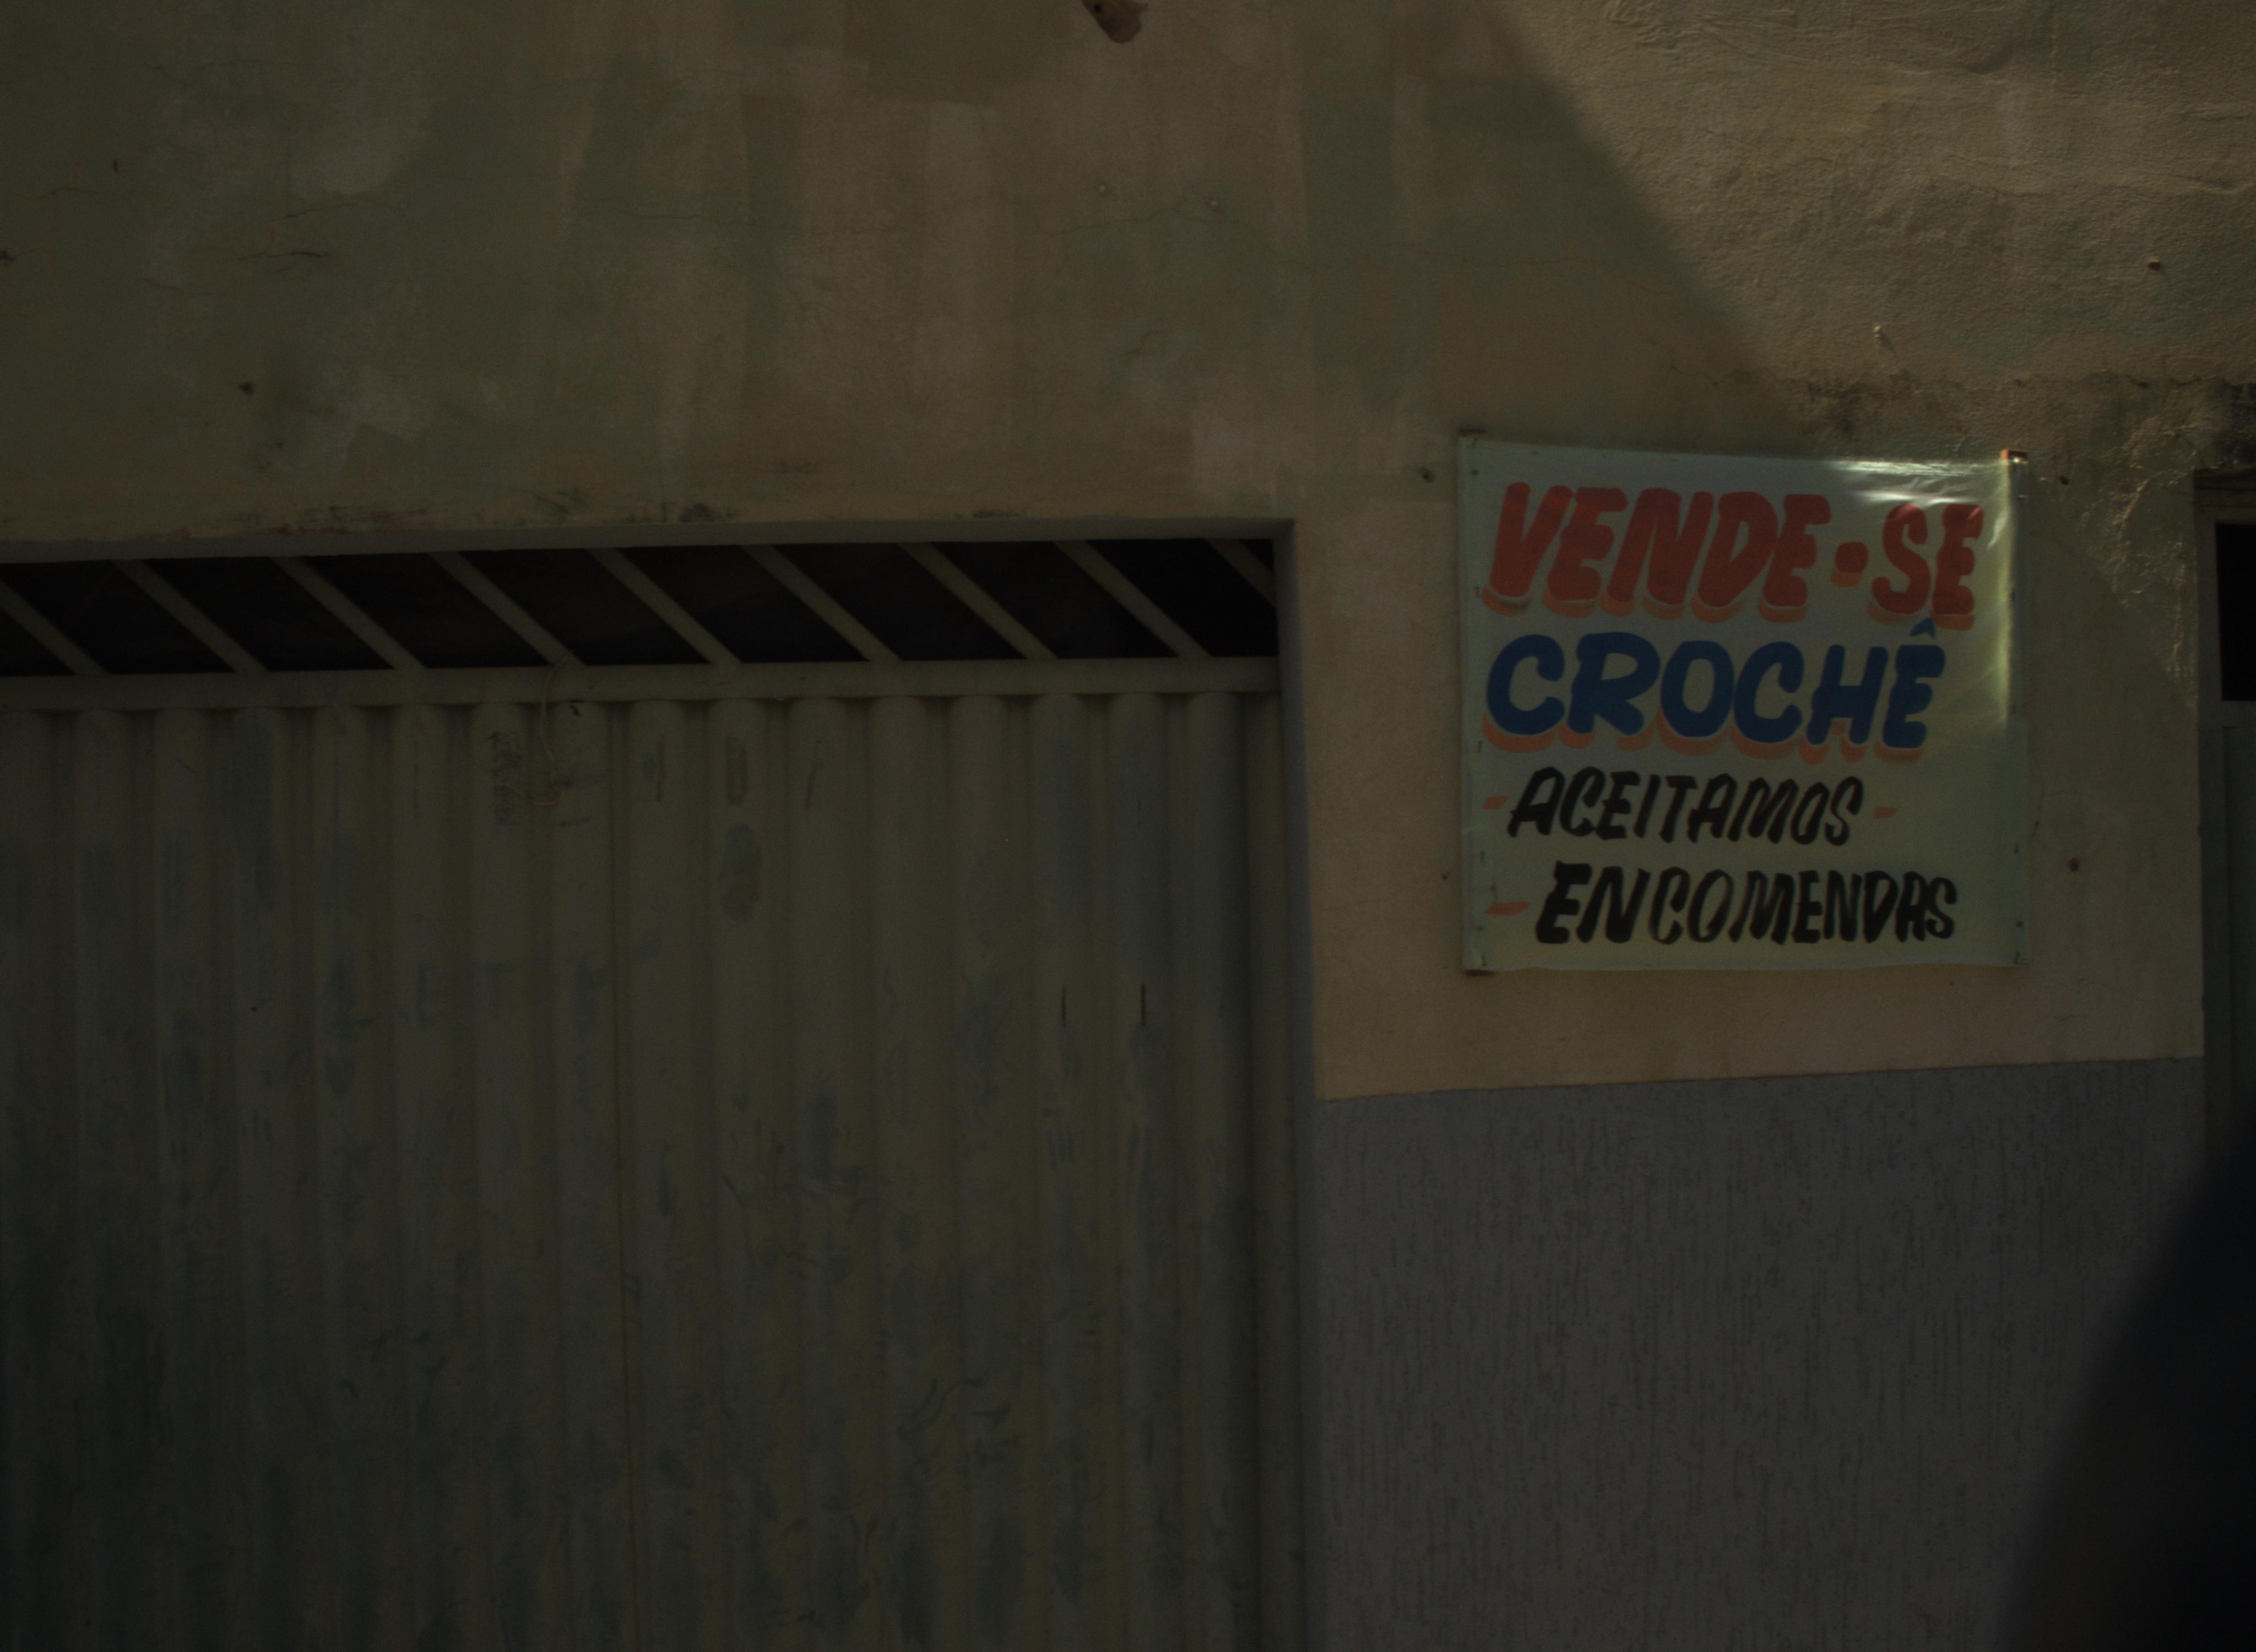 VENDE-SE
CROCHÊ
-ACEITAMOS-
-ENCOMENDAS